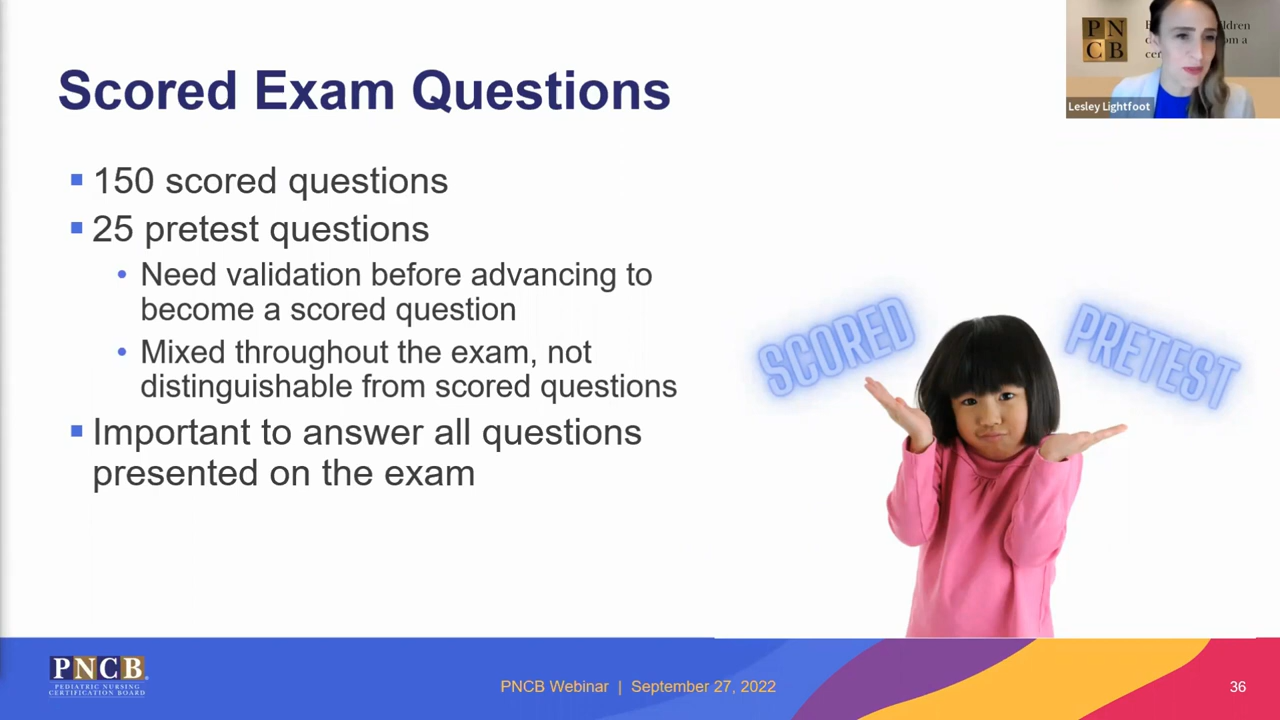 Scored Exam Questions
150 scored questions
25 pretest questions
Need validation before advancing to
become a scored question
Mixed throughout the exam, not
distinguishable from scored questions
Important to answer all questions
presented on the exam
SCORED
PRETEST
PN
CB
Lesley Lightfoot
PNCB
PEDIATRIC NURSING
CERTIFICATION BOARD
PNCB Webinar | September 27, 2022
36